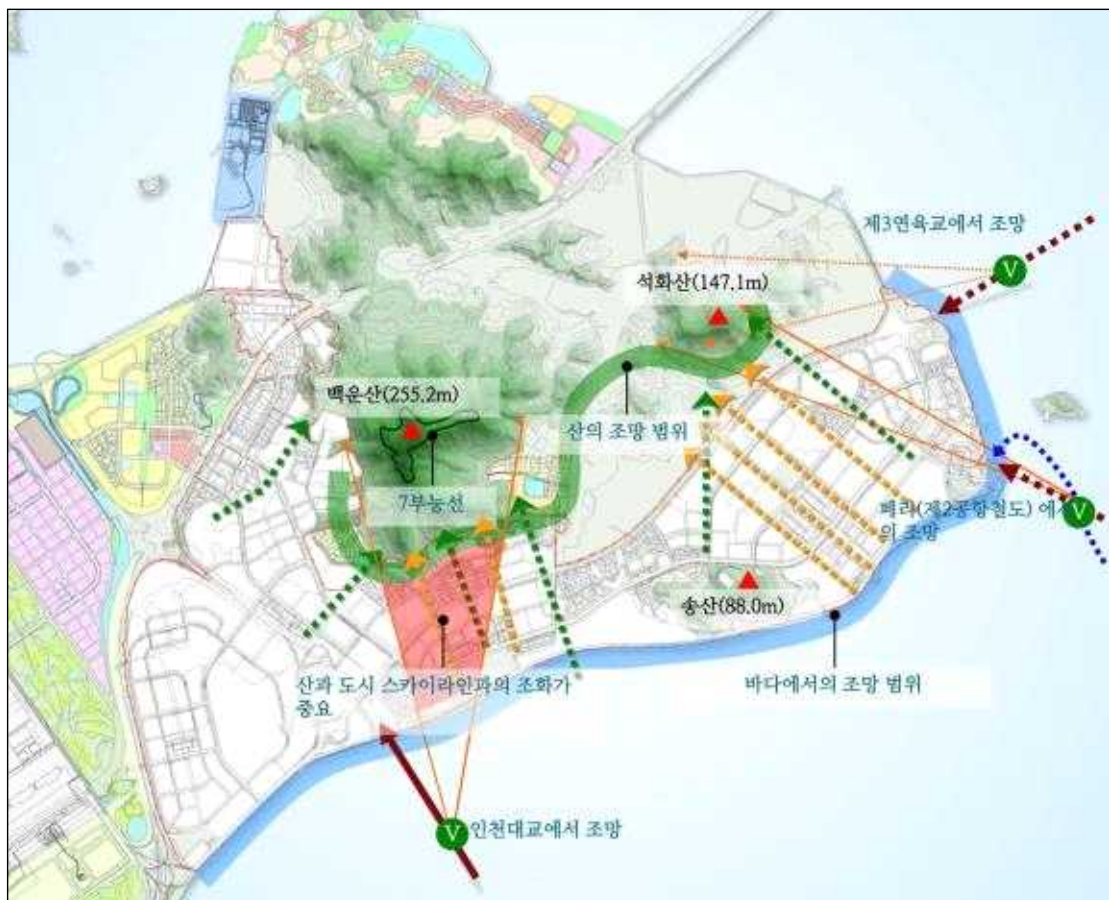 제3연육교에서 조망
V
석화산(147.1m)
백운산(255.2m)
산의 조망 범위
7부능선
페리(제2공항철도) 에서
의 조망
V
송산(88.0m)
산과 도시 스카이라인과의 조화가
중요
바다에서의 조망 범위
V
인천대교에서 조망